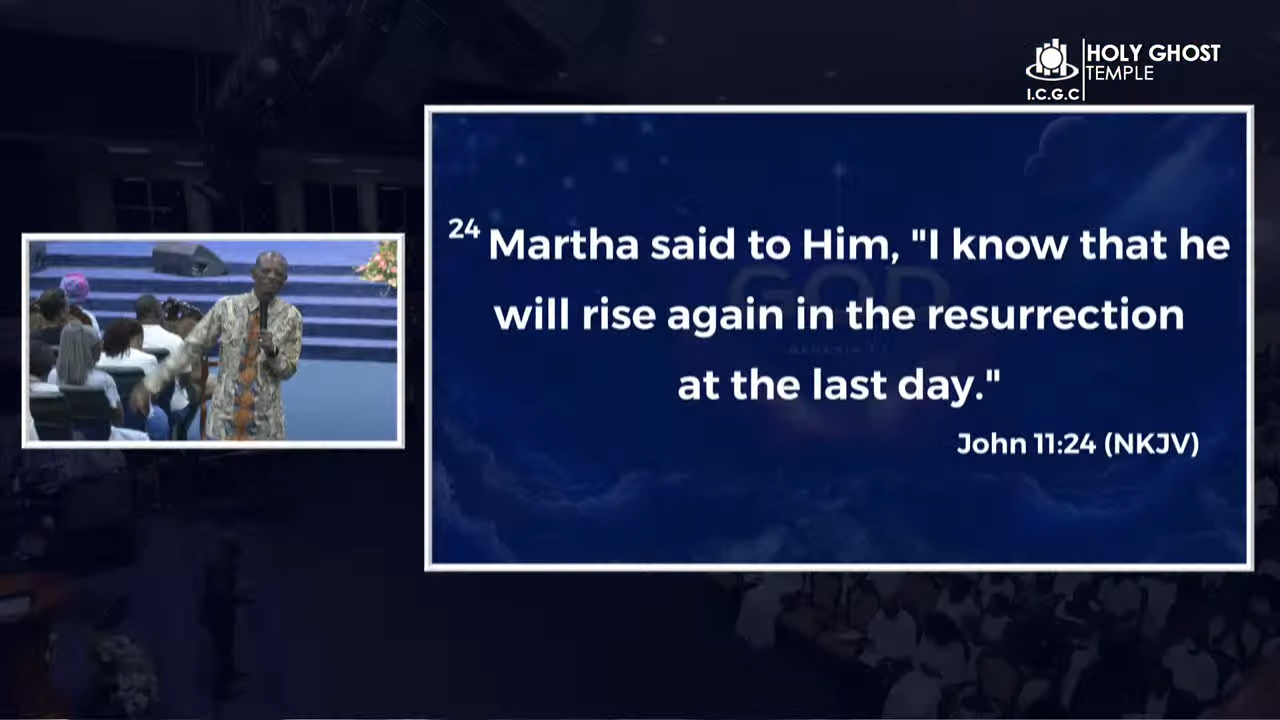 HOLY GHOST
TEMPLE
I.C.G.C
24 Martha said to Him, "I know that he
will rise again in the resurrection
at the last day."
John 11:24 (NKJV)
GOD